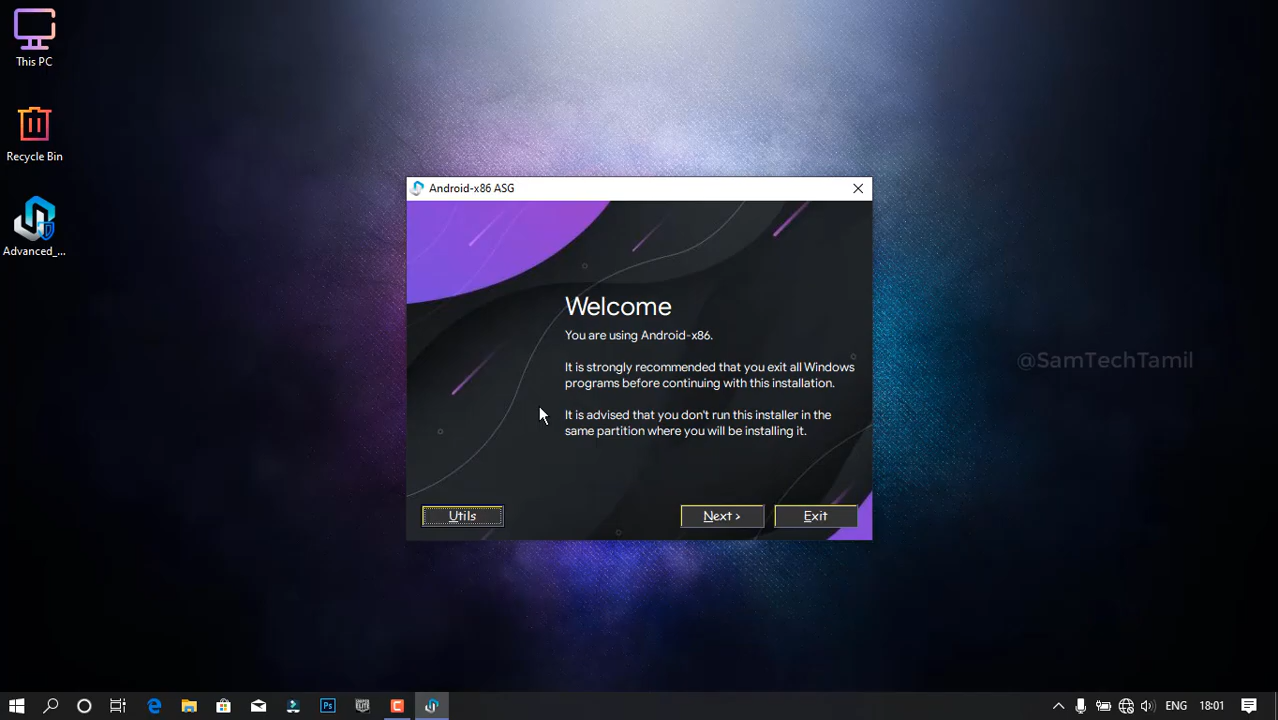 This PC
Recycle Bin
Advanced_...
Android-x86 ASG
Welcome
You are using Android-x86.
It is strongly recommended that you exit all Windows
programs before continuing with this installation.
It is advised that you don't run this installer in the
same partition where you will be installing it.
Utils
Next >
Exit
@SamTechTamil
Ps
ENG
18:01